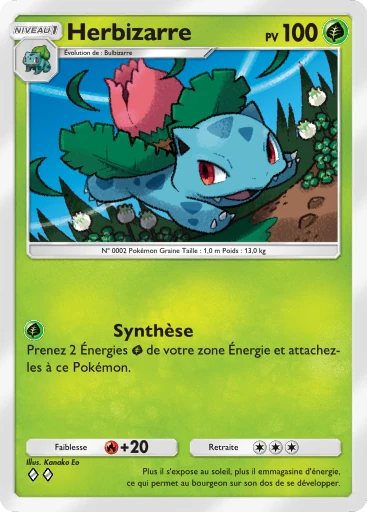 NIVEAU 1
Herbizarre
PV 100
Évolution de : Bulbizarre
N° 0002 Pokémon Graine Taille : 1,0 m Poids : 13,0 kg
Synthèse
Prenez 2 Énergies de votre zone Énergie et attachez-
les à ce Pokémon.
Faiblesse +20 Retraite
Illus. Kanako Eo
Plus il s'expose au soleil, plus il emmagasine d'énergie,
ce qui permet au bourgeon sur son dos de se développer.